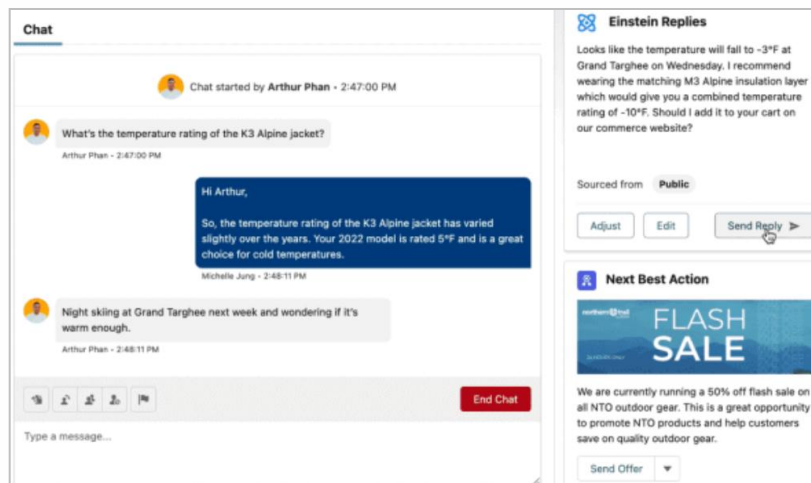 Chat
Chat started by Arthur Phan • 2:47:00 PM
What's the temperature rating of the K3 Alpine jacket?
Arthur Phan • 2:47:00 PM
Hi Arthur,
So, the temperature rating of the K3 Alpine jacket has varied
slightly over the years. Your 2022 model is rated 5°F and is a great
choice for cold temperatures.
Michelle Jung • 2:48:11 PM
Night skiing at Grand Targhee next week and wondering if it's
warm enough.
Arthur Phan • 2:48:11 PM
End Chat
Type a message...
Einstein Replies
Looks like the temperature will fall to -3°F at
Grand Targhee on Wednesday. I recommend
wearing the matching M3 Alpine insulation layer
which would give you a combined temperature
rating of -10°F. Should I add it to your cart on
our commerce website?
Sourced from Public
Adjust
Edit
Send Reply
Next Best Action
FLASH
SALE
We are currently running a 50% off flash sale on
all NTO outdoor gear. This is a great opportunity
to promote NTO products and help customers
save on quality outdoor gear.
Send Offer